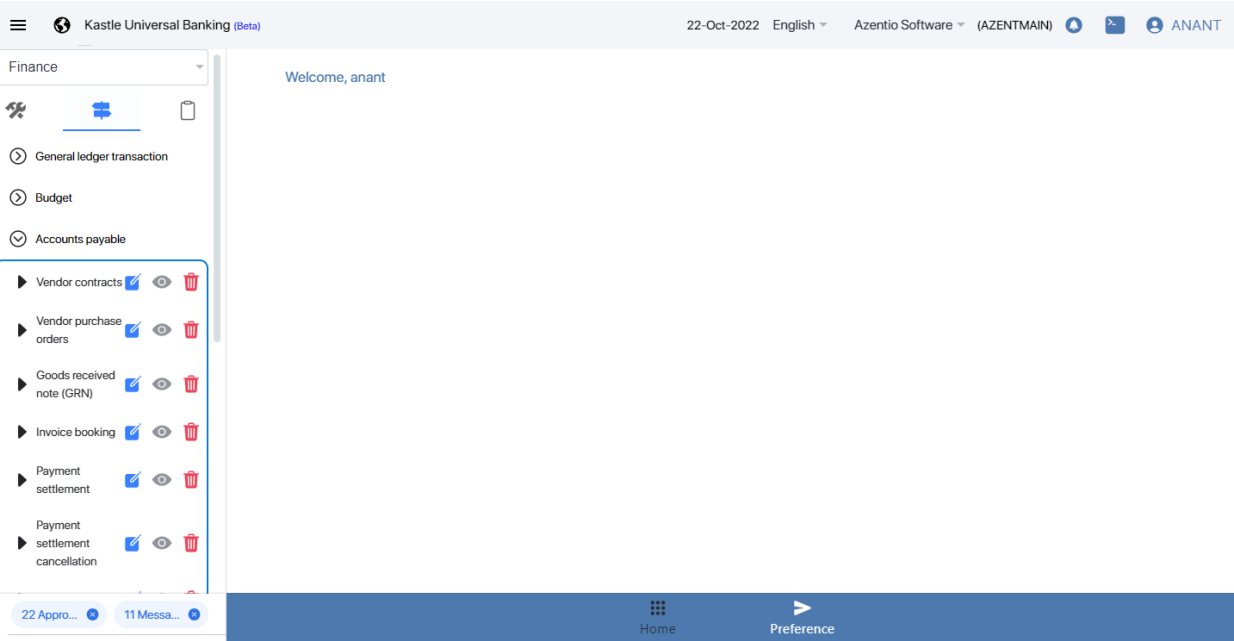 Kastle Universal Banking (Beta)
22-Oct-2022 English Azentio Software (AZENTMAIN) ANANT
Finance
Welcome, anant
General ledger transaction
Budget
Accounts payable
Vendor contracts
Vendor purchase
orders
Goods received
note (GRN)
Invoice booking
Payment
settlement
Payment
settlement
cancellation
22 Appro... 11 Messa...
Home
Preference